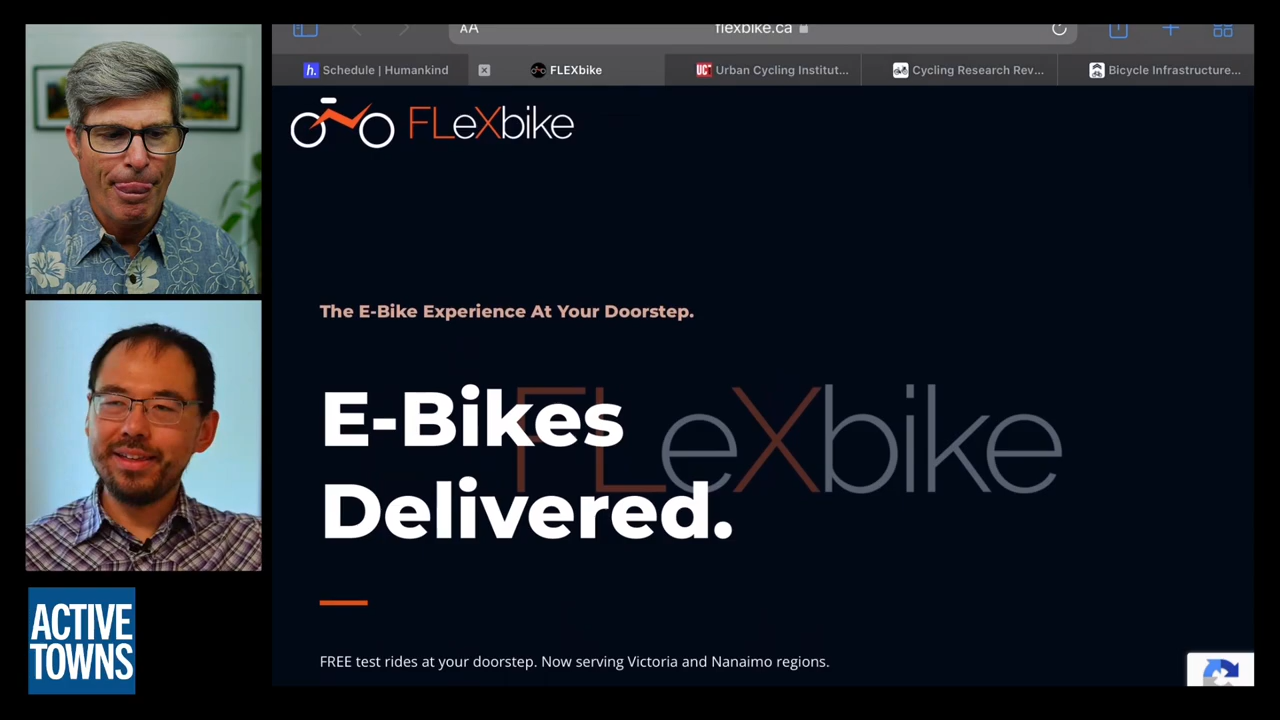 AA
flexbike.ca
h. Schedule | Humankind
FLEXbike
UCI Urban Cycling Institut...
Cycling Research Rev...
Bicycle Infrastructure...
FLeXbike
The E-Bike Experience At Your Doorstep.
FLeXbike
E-Bikes
Delivered.
FREE test rides at your doorstep. Now serving Victoria and Nanaimo regions.
ACTIVE
TOWNS